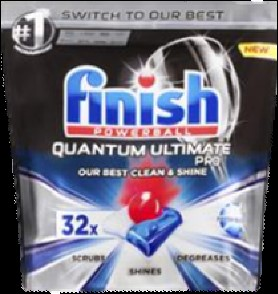 SWITCH TO OUR BEST
#1
NEW
finish
POWERBALL
QUANTUM ULTIMATE
PRO
OUR BEST CLEAN & SHINE
32x
SCRUBS
SHINES
DEGREASES